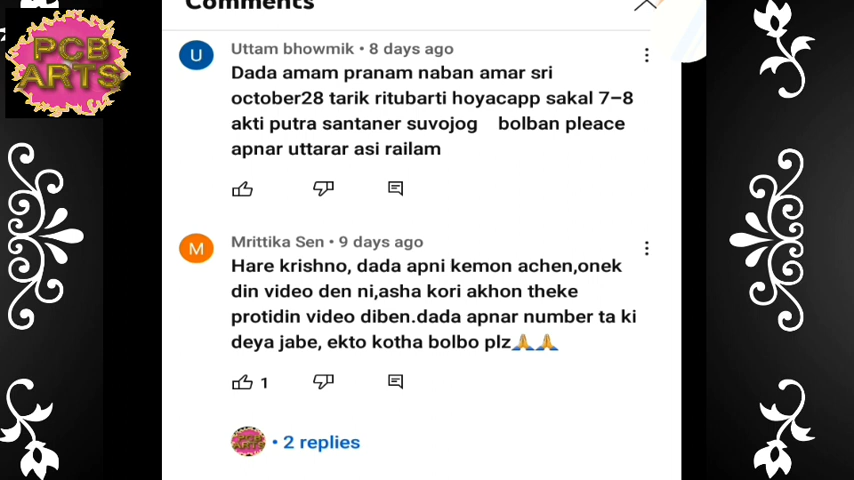 Comments
PCB
ARTS
U
Uttam bhowmik • 8 days ago
Dada amam pranam naban amar sri
october28 tarik ritubarti hoyacapp sakal 7–8
akti putra santaner suvojog bolban pleace
apnar uttarar asi railam
M
Mrittika Sen • 9 days ago
Hare krishno, dada apni kemon achen,onek
din video den ni,asha kori akhon theke
protidin video diben.dada apnar number ta ki
deya jabe, ekto kotha bolbo plz🙏🙏
1
PCB
ARTS
• 2 replies